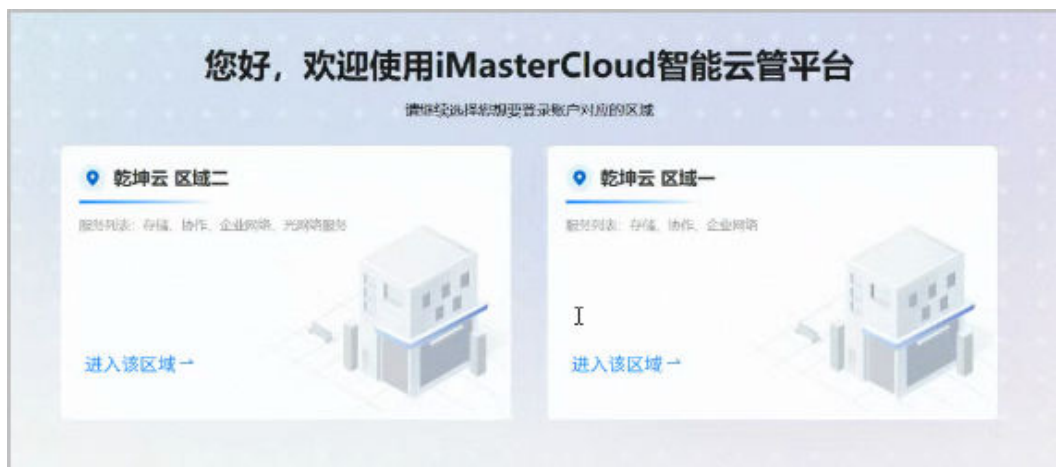 您好，欢迎使用iMasterCloud智能云管平台
请继续选择您想要登录账户对应的区域
乾坤云 区域二
服务列表：存储、协作、企业网络、光网络服务
进入该区域→
乾坤云 区域一
服务列表：存储、协作、企业网络
进入该区域→